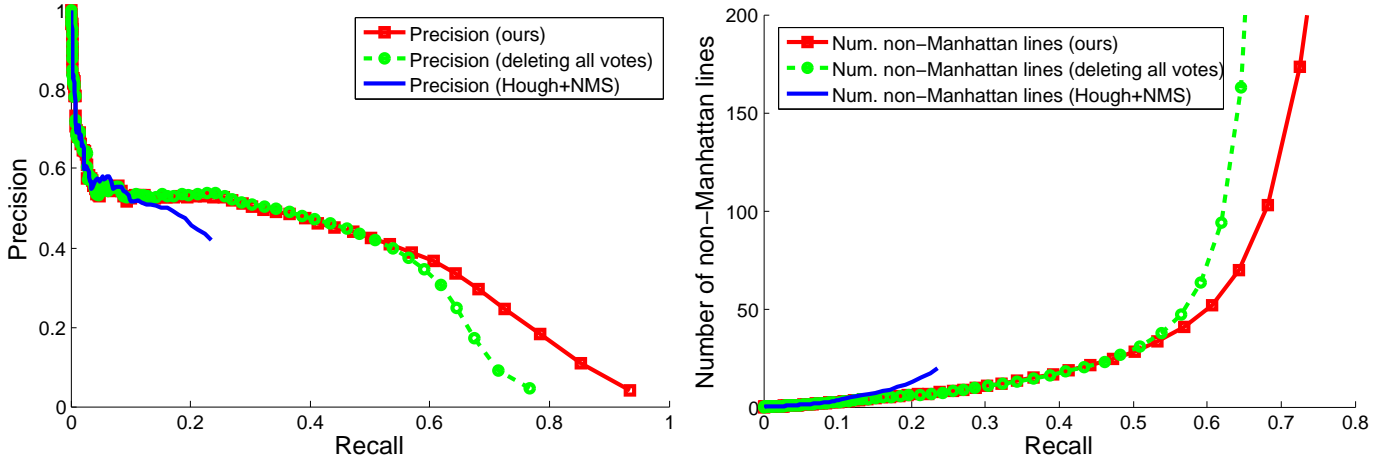 Precision (ours)
Precision (deleting all votes)
Precision (Hough+NMS)
1
0.8
0.6
0.4
0.2
0
Precision
0
0.2
0.4
0.6
0.8
1
Recall
Num. non−Manhattan lines (ours)
Num. non−Manhattan lines (deleting all votes)
Num. non−Manhattan lines (Hough+NMS)
200
150
100
50
0
Number of non−Manhattan lines
0
0.1
0.2
0.3
0.4
0.5
0.6
0.7
0.8
Recall